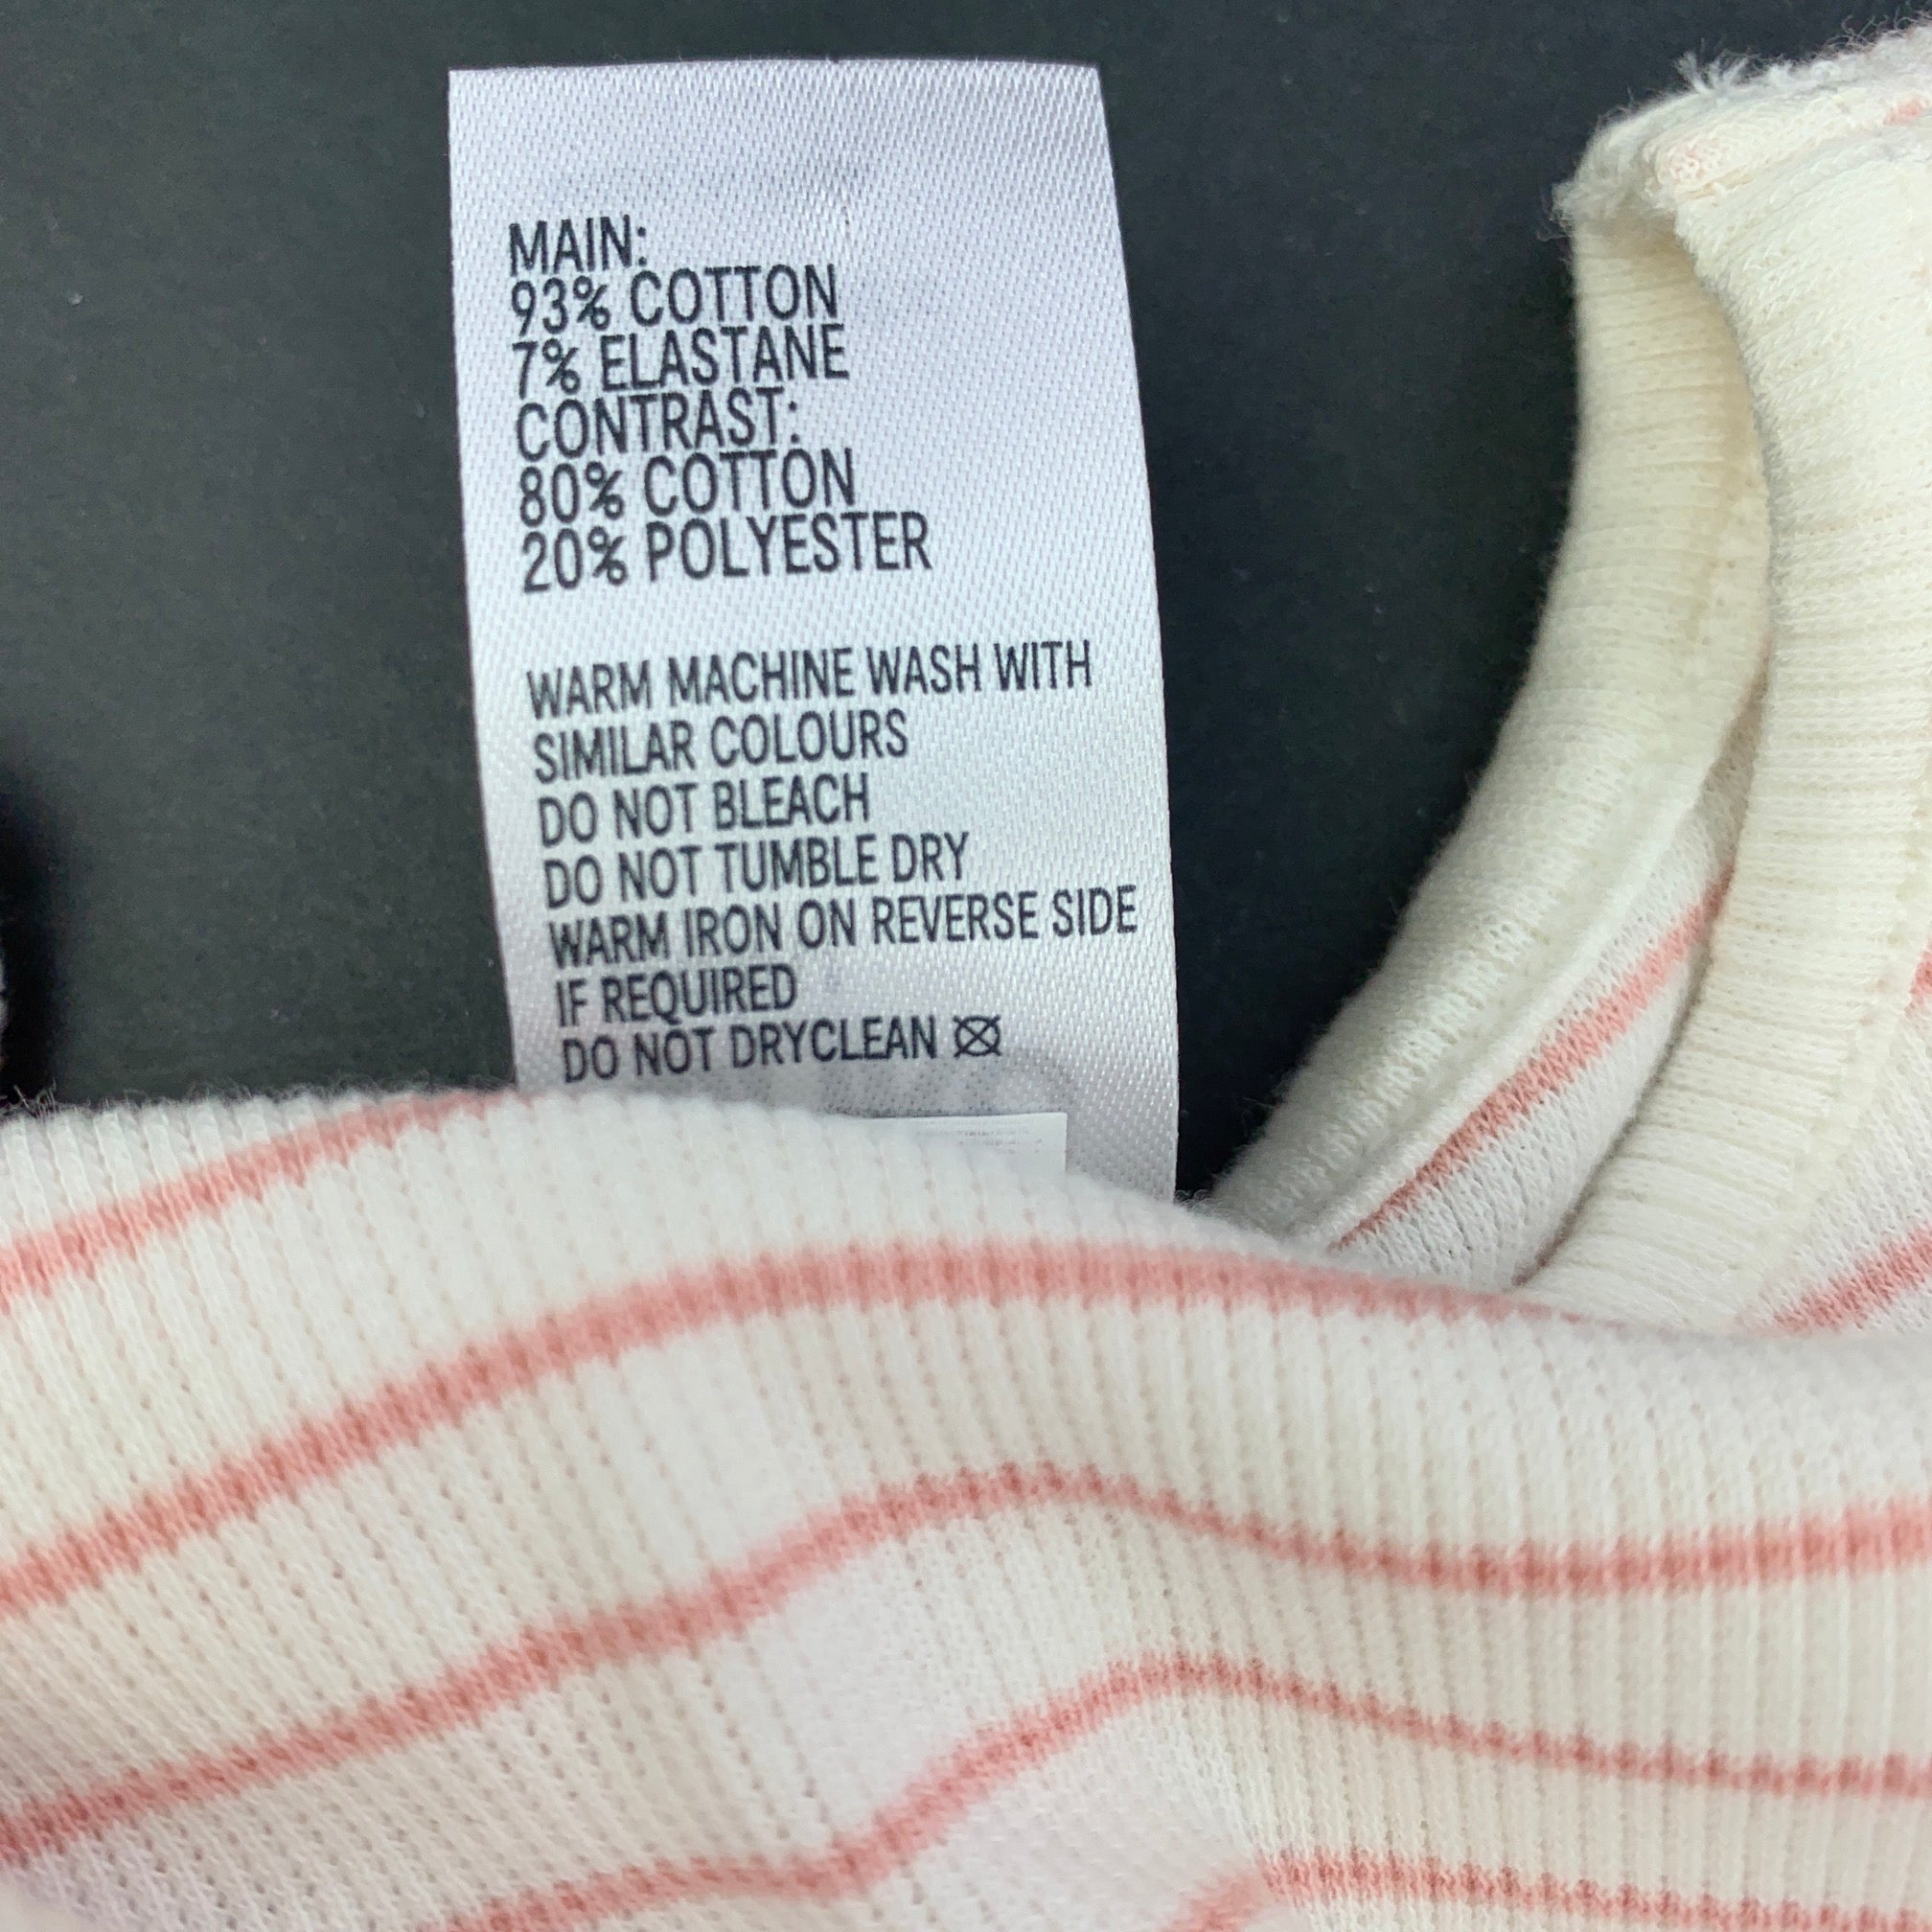 MAIN:
93% COTTON
7% ELASTANE
CONTRAST:
80% COTTON
20% POLYESTER
WARM MACHINE WASH WITH
SIMILAR COLOURS
DO NOT BLEACH
DO NOT TUMBLE DRY
WARM IRON ON REVERSE SIDE
IF REQUIRED
DO NOT DRYCLEAN